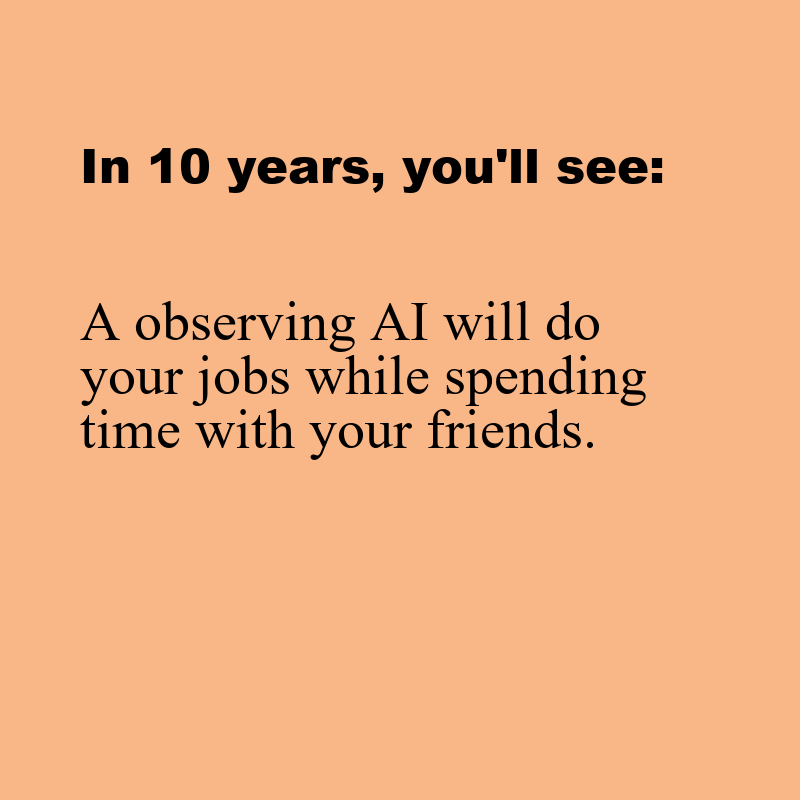 In 10 years, you'll see:
A observing AI will do
your jobs while spending
time with your friends.